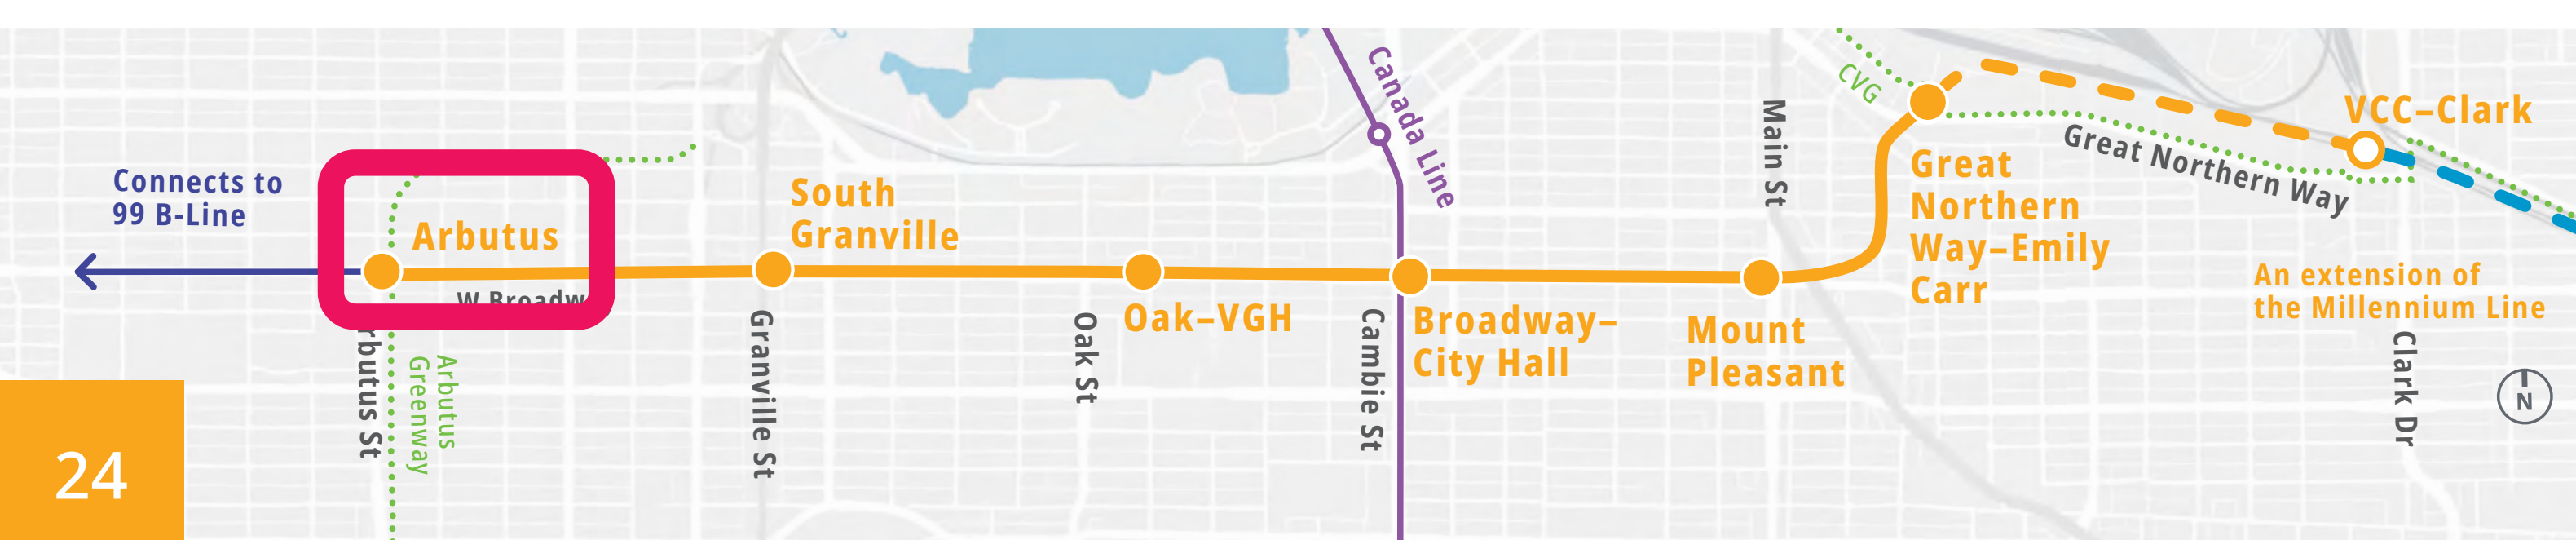 Connects to
99 B-Line
Arbutus
South
Granville
Oak–VGH
Canada Line
Broadway–
City Hall
Main St
Mount
Pleasant
CVG
Great
Northern
Way–Emily
Carr
Great Northern Way
VCC–Clark
An extension of
the Millennium Line
W Broadw
rbutus St
Arbutus
Greenway
Granville St
Oak St
Cambie St
Clark Dr
N
24